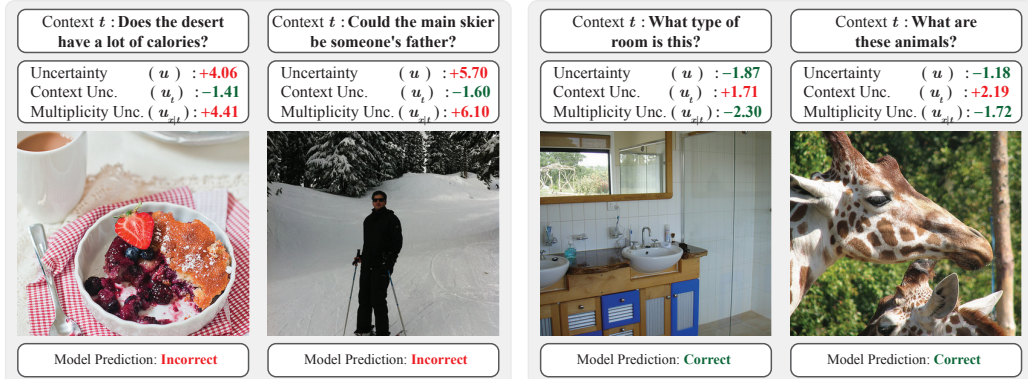 Context t : Does the desert
have a lot of calories?
Uncertainty ( u ) : +4.06
Context Unc. ( u_t ) : −1.41
Multiplicity Unc. ( u_x|t ) : +4.41
Model Prediction: Incorrect
Context t : Could the main skier
be someone's father?
Uncertainty ( u ) : +5.70
Context Unc. ( u_t ) : −1.60
Multiplicity Unc. ( u_x|t ) : +6.10
Model Prediction: Incorrect
Context t : What type of
room is this?
Uncertainty ( u ) : −1.87
Context Unc. ( u_t ) : +1.71
Multiplicity Unc. ( u_x|t ) : −2.30
Model Prediction: Correct
Context t : What are
these animals?
Uncertainty ( u ) : −1.18
Context Unc. ( u_t ) : +2.19
Multiplicity Unc. ( u_x|t ) : −1.72
Model Prediction: Correct